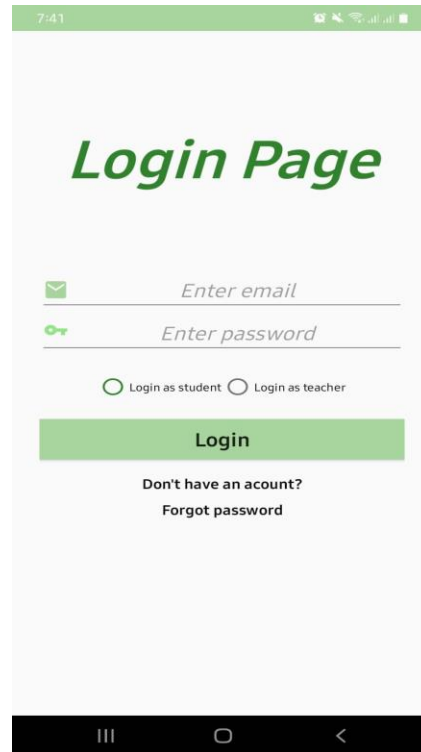 7:41
Login Page
Enter email
Enter password
Login as student Login as teacher
Login
Don't have an acount?
Forgot password